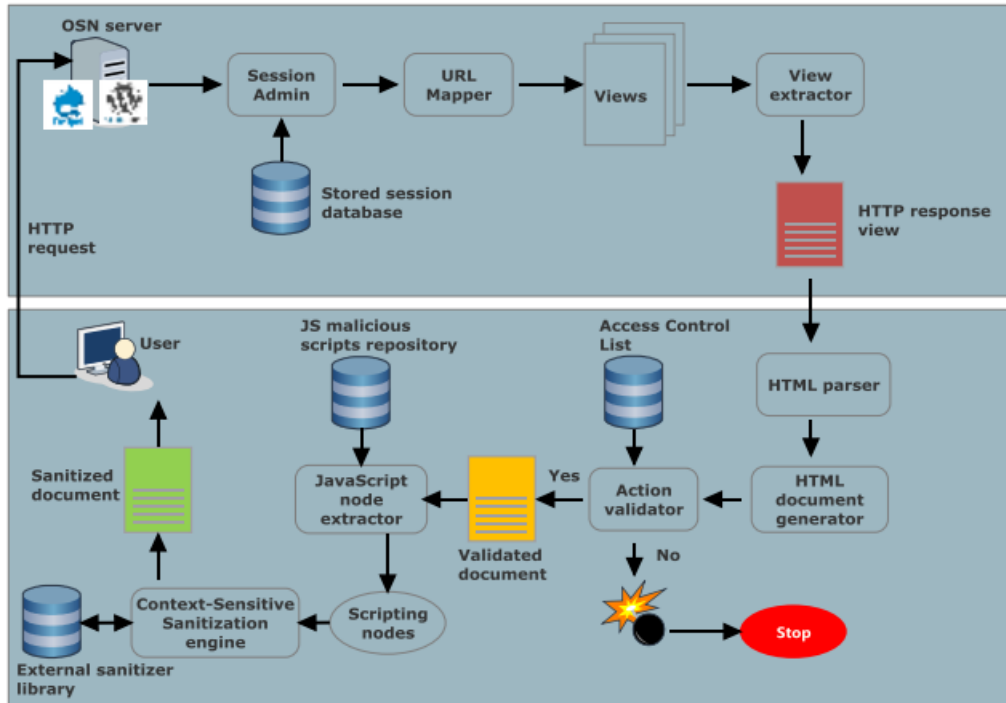 OSN server
Session
Admin
URL
Mapper
Views
View
extractor
Stored session
database
HTTP response
view
HTTP
request
User
JS malicious
scripts repository
Access Control
List
HTML parser
Sanitized
document
JavaScript
node
extractor
Yes
Action
validator
HTML
document
generator
Validated
document
No
Context-Sensitive
Sanitization
engine
Scripting
nodes
Stop
External sanitizer
library